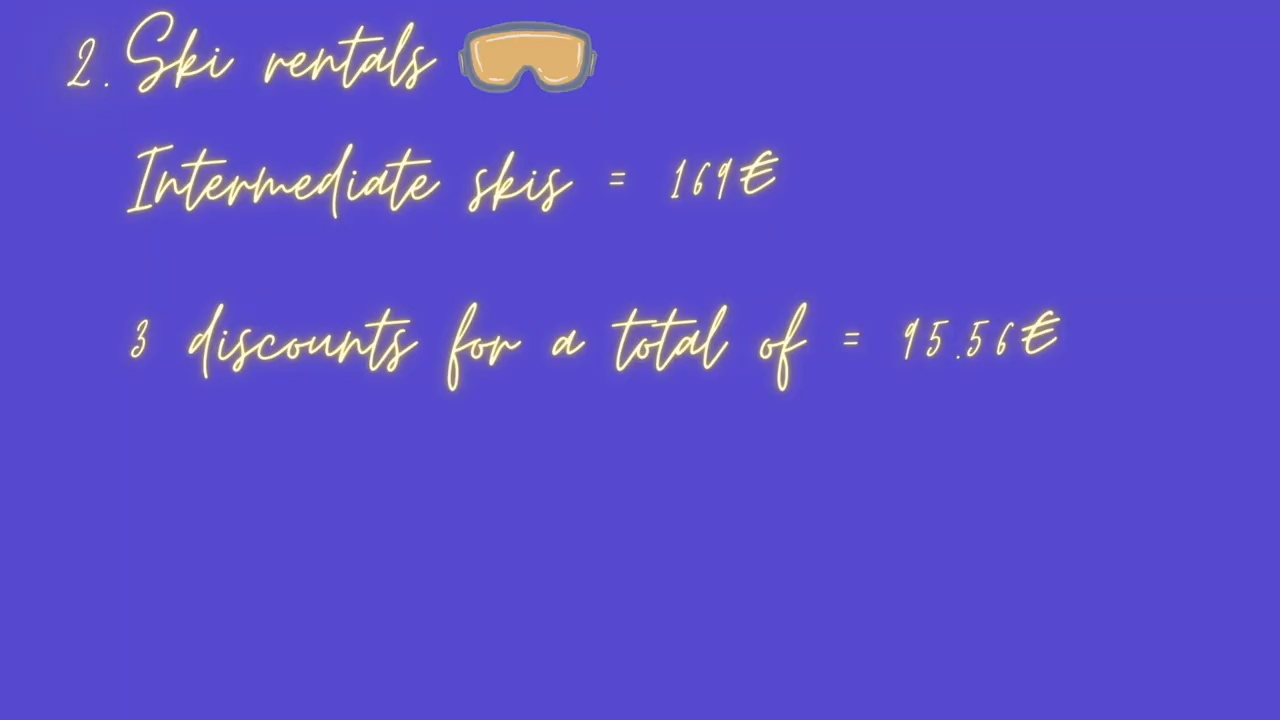 2. Ski rentals
Intermediate skis = 169€
3 discounts for a total of = 95.56€